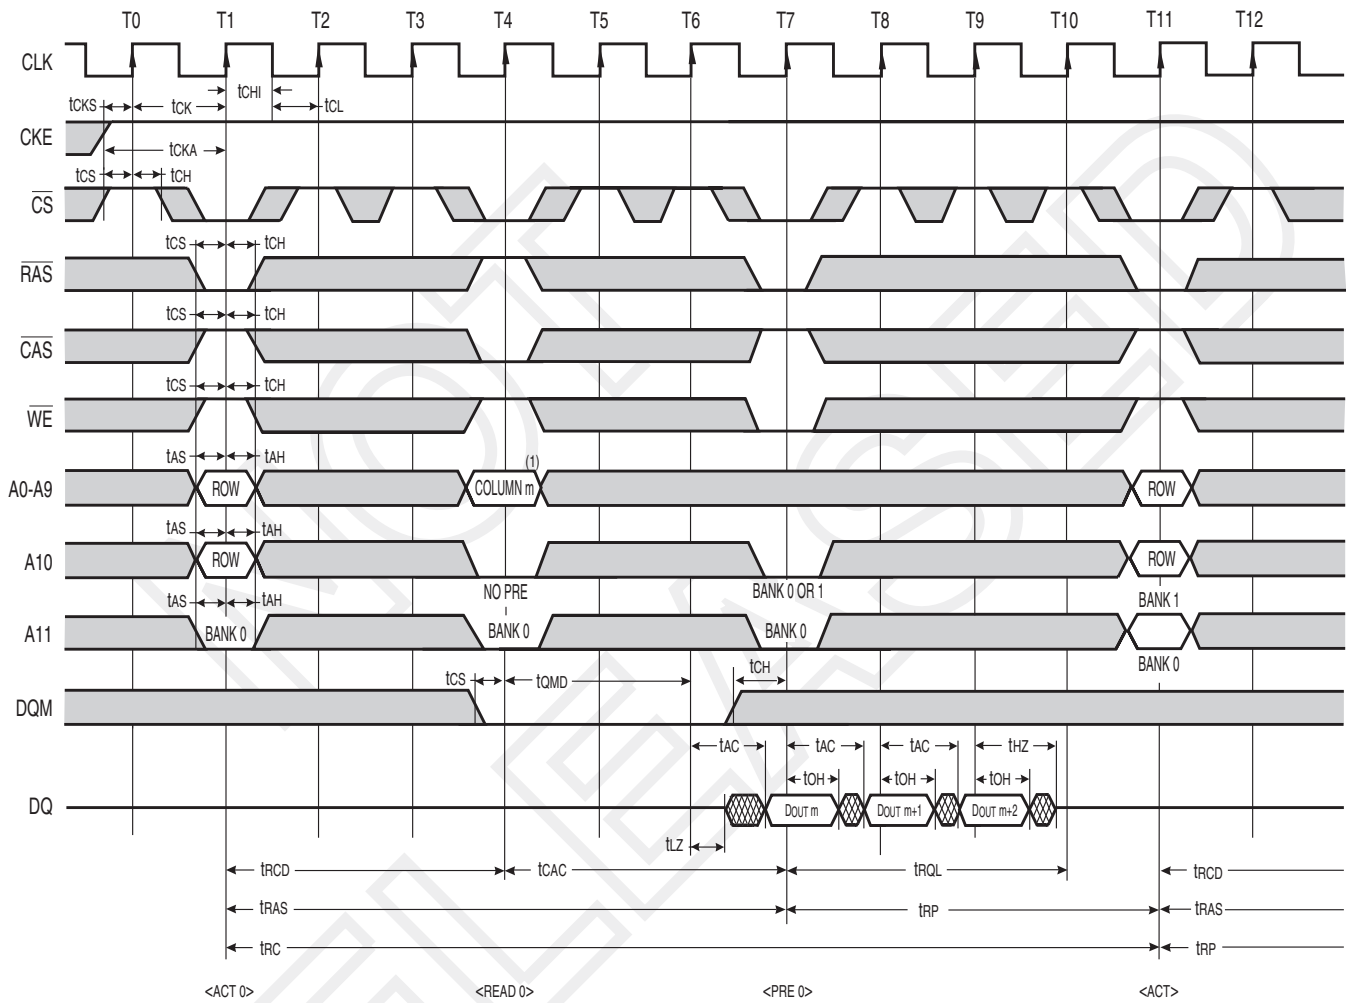 T0 T1 T2 T3 T4 T5 T6 T7 T8 T9 T10 T11 T12
CLK
tCKS tCK tCHI tCL
CKE
tCKA
tCS tCH
CS
tCS tCH
RAS
tCS tCH
CAS
tCS tCH
WE
tAS tAH (1)
A0-A9 ROW COLUMN m ROW
tAS tAH
A10 ROW ROW
NO PRE BANK 0 OR 1 BANK 1
tAS tAH
A11 BANK 0 BANK 0 BANK 0
BANK 0
tCS tQMD tCH
DQM
tAC tAC tAC tHZ
tOH tOH tOH
DQ DOUT m DOUT m+1 DOUT m+2
tLZ
tRCD tCAC tRQL tRCD
tRAS tRP tRAS
tRC tRP
<ACT 0> <READ 0> <PRE 0> <ACT>
NOT
RELEASED